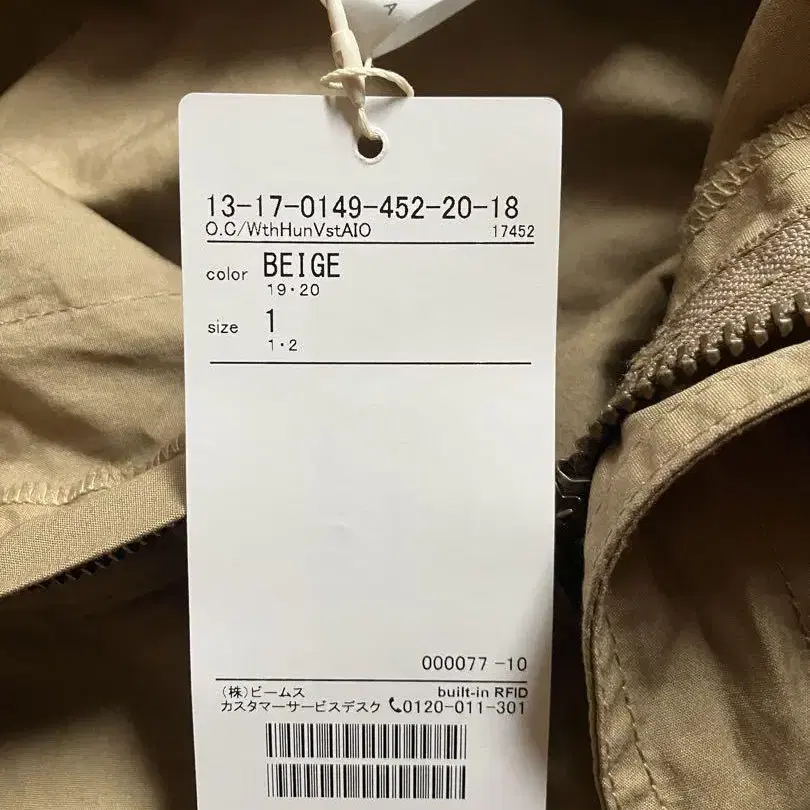 A
13-17-0149-452-20-18
O.C/WthHunVstAIO 17452
color BEIGE
19・20
size 1
1・2
000077 -10
(株)ビームス built-in RFID
カスタマーサービスデスク 0120-011-301